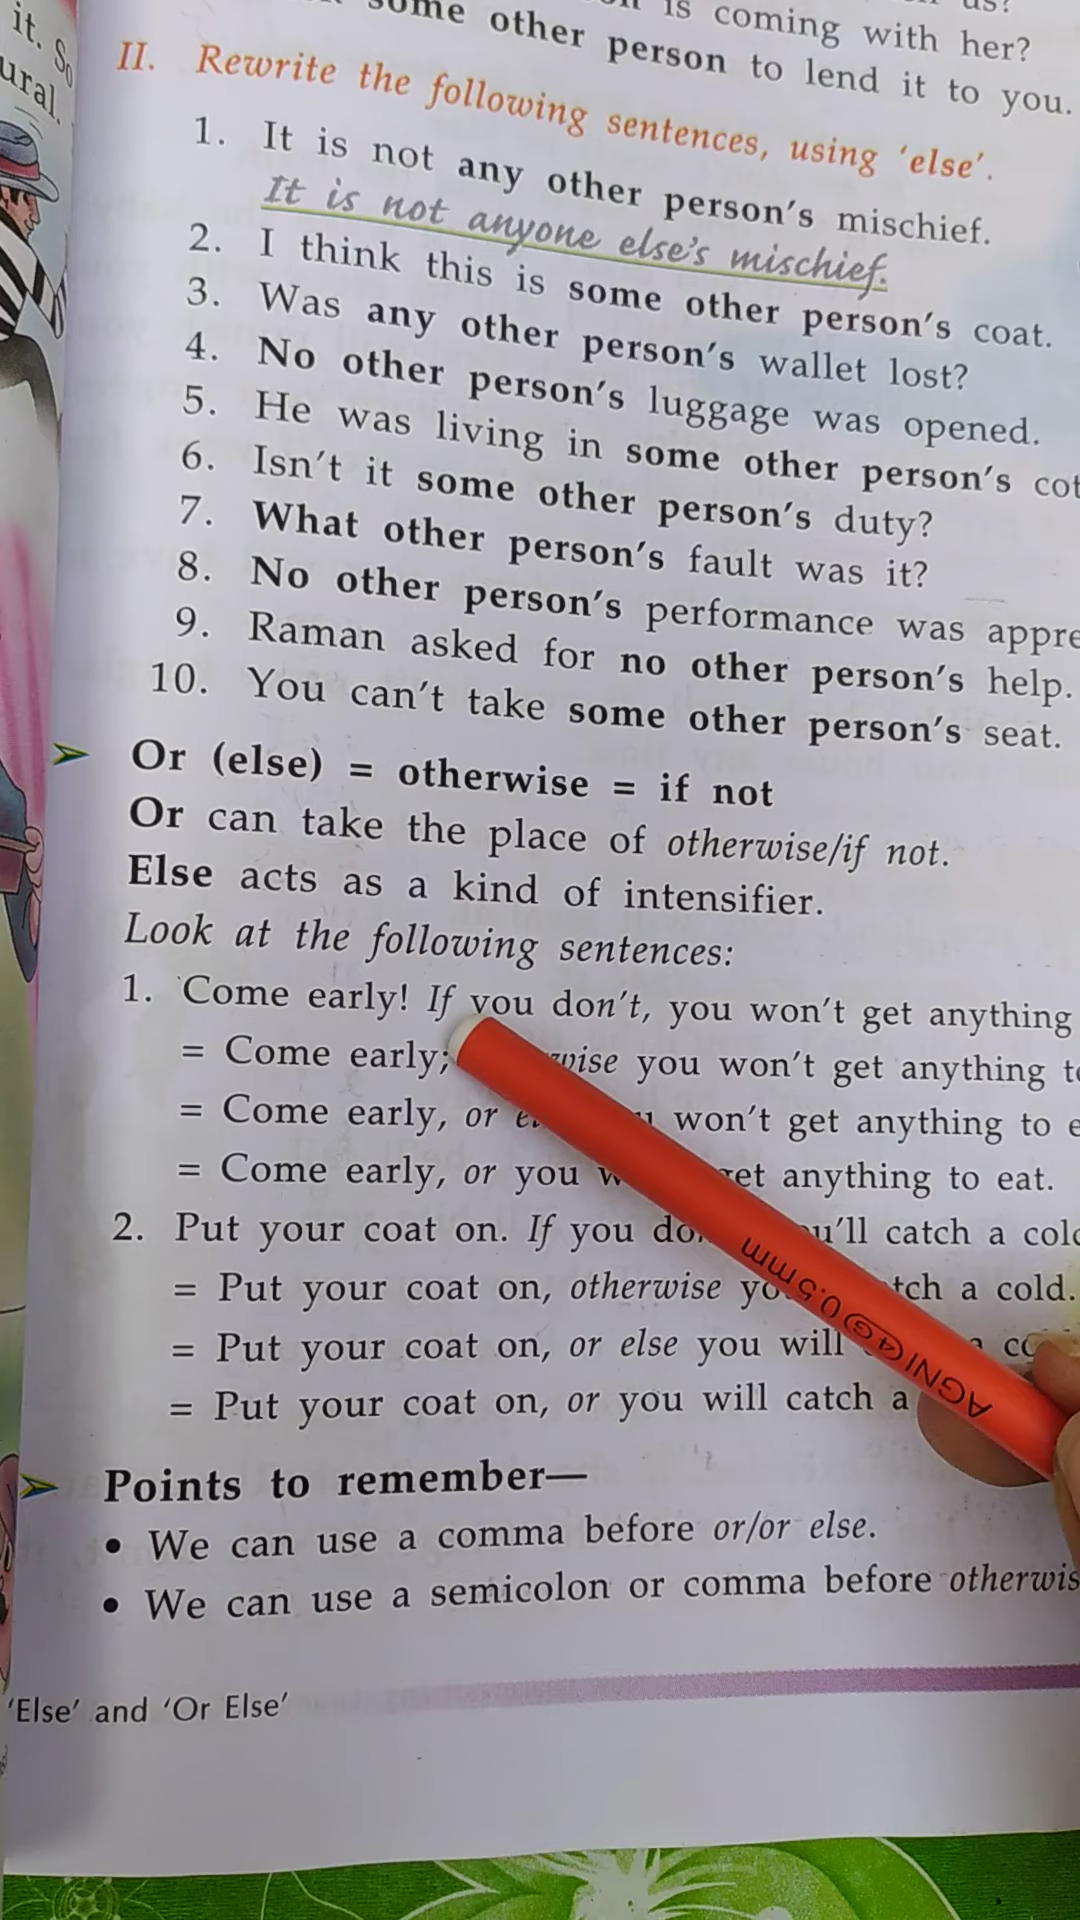 it. So
ural.
us?
is coming with her?
some other person to lend it to you.
II. Rewrite the following sentences, using 'else'.
1. It is not any other person's mischief.
It is not anyone else's mischief.
2. I think this is some other person's coat.
3. Was any other person's wallet lost?
4. No other person's luggage was opened.
5. He was living in some other person's
6. Isn't it some other person's duty?
7. What other person's fault was it?
8. No other person's performance was
9. Raman asked for no other person's help.
10. You can't take some other person's seat.
➤ Or (else) = otherwise = if not
Or can take the place of otherwise/if not.
Else acts as a kind of intensifier.
Look at the following sentences:
1. Come early! If you don't, you won't get anything
= Come early; wise you won't get anything
= Come early, or won't get anything to
= Come early, or you get anything to eat.
2. Put your coat on. If you u'll catch a
= Put your coat on, otherwise tch a cold.
= Put your coat on, or else you will
= Put your coat on, or you will catch a
AGNI 4G 0.5mm
➤ Points to remember—
• We can use a comma before or/or else.
• We can use a semicolon or comma before otherwis
'Else' and 'Or Else'